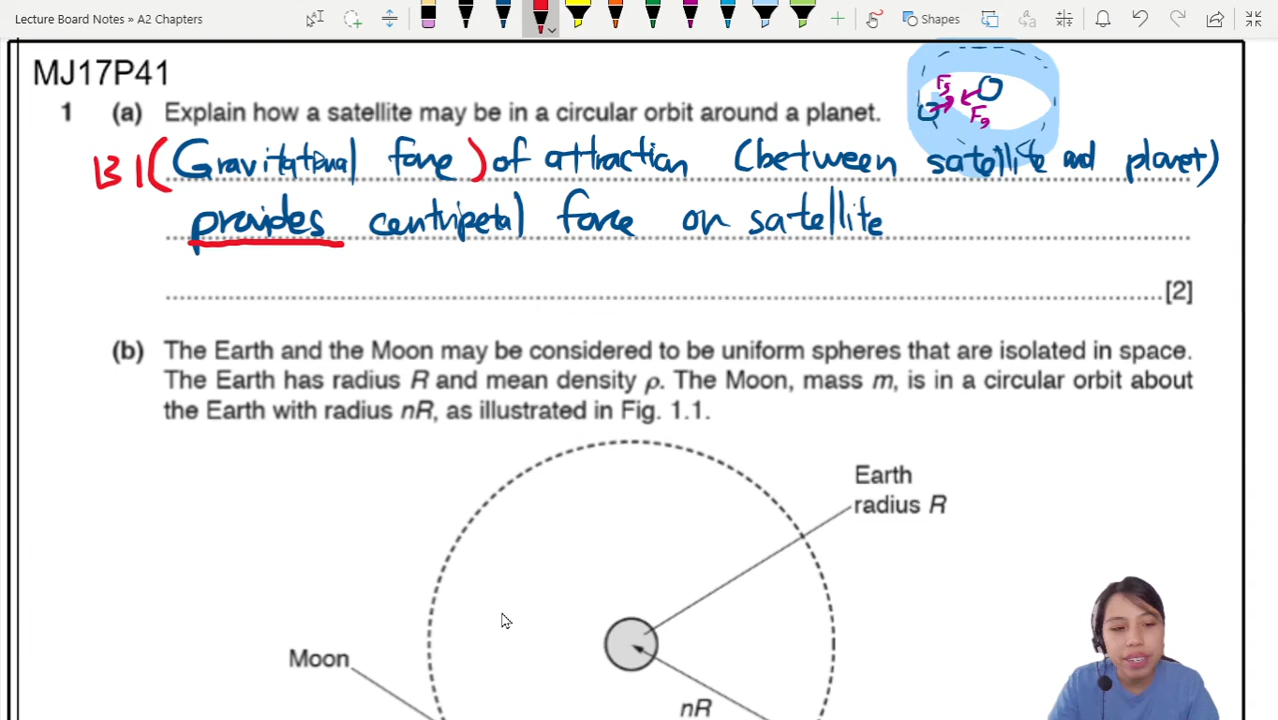 Lecture Board Notes » A2 Chapters
Shapes
MJ17P41
1 (a) Explain how a satellite may be in a circular orbit around a planet.
Fg
Fg
B1 (Gravitational force) of attraction (between satellite and planet)
provides centripetal force on satellite
[2]
(b) The Earth and the Moon may be considered to be uniform spheres that are isolated in space.
The Earth has radius R and mean density ρ. The Moon, mass m, is in a circular orbit about
the Earth with radius nR, as illustrated in Fig. 1.1.
Earth
radius R
Moon
nR